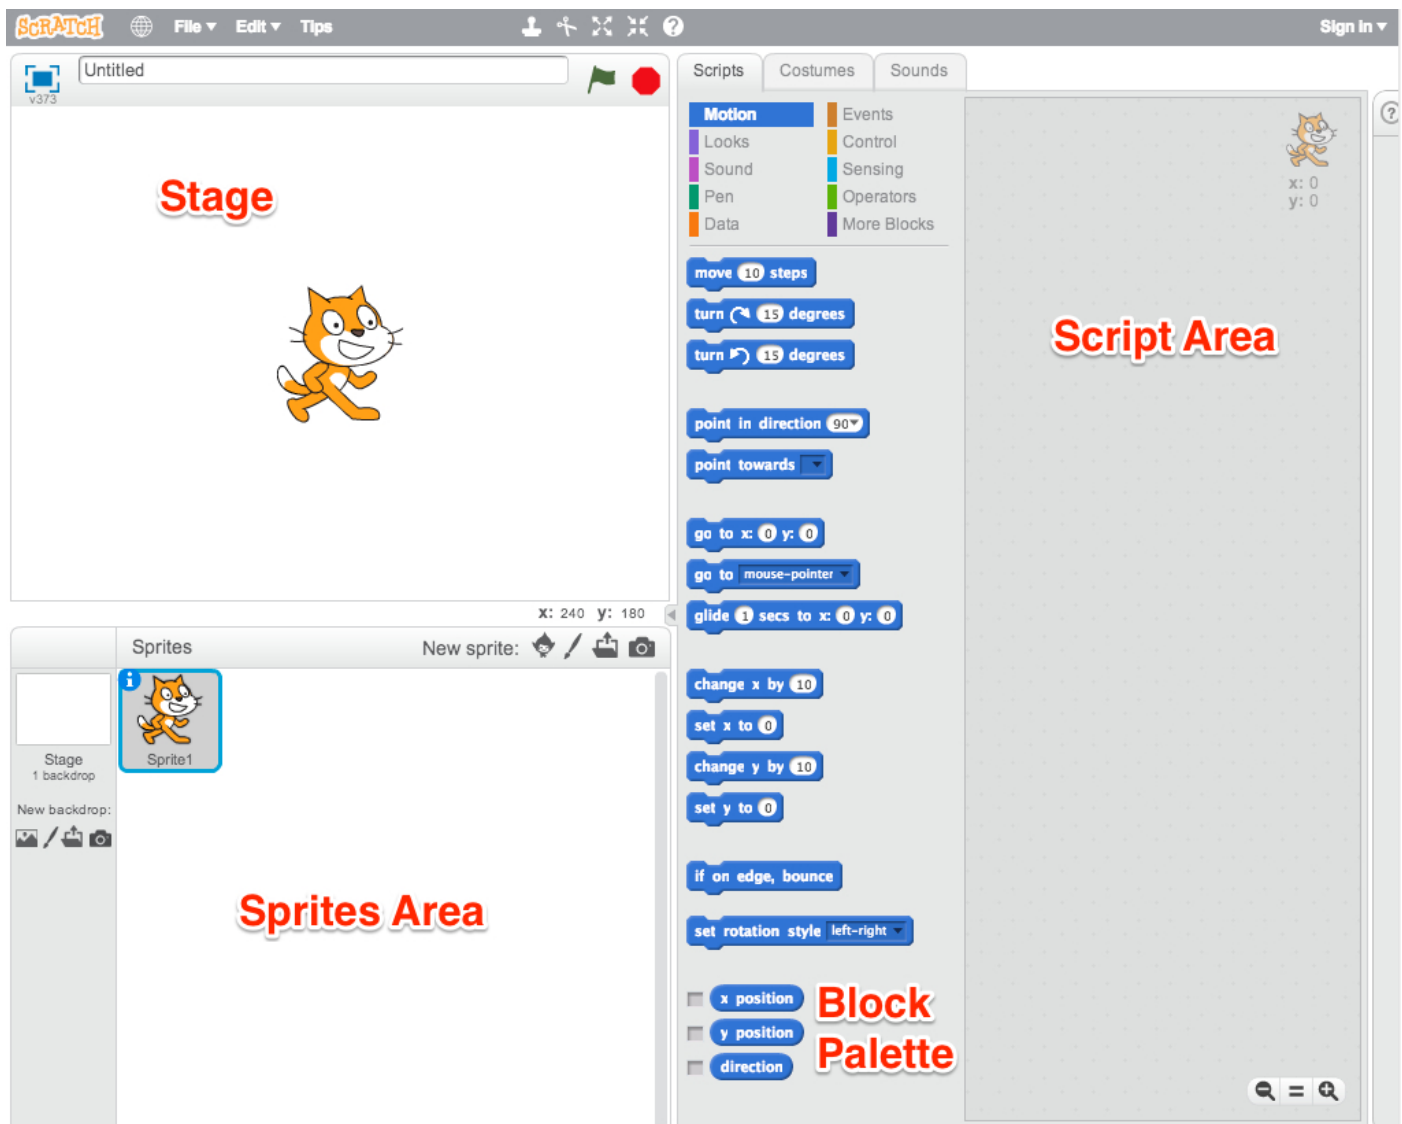 SCRATCH File Edit Tips Sign in
v373
Untitled
Scripts Costumes Sounds
Stage
x: 240 y: 180
Sprites New sprite:
Sprite1
Stage
1 backdrop
New backdrop:
Sprites Area
Motion Events
Looks Control
Sound Sensing
Pen Operators
Data More Blocks
move 10 steps
turn 15 degrees
turn 15 degrees
point in direction 90
point towards
go to x: 0 y: 0
go to mouse-pointer
glide 1 secs to x: 0 y: 0
change x by 10
set x to 0
change y by 10
set y to 0
if on edge, bounce
set rotation style left-right
x position
y position
direction
Block
Palette
x: 0
y: 0
Script Area